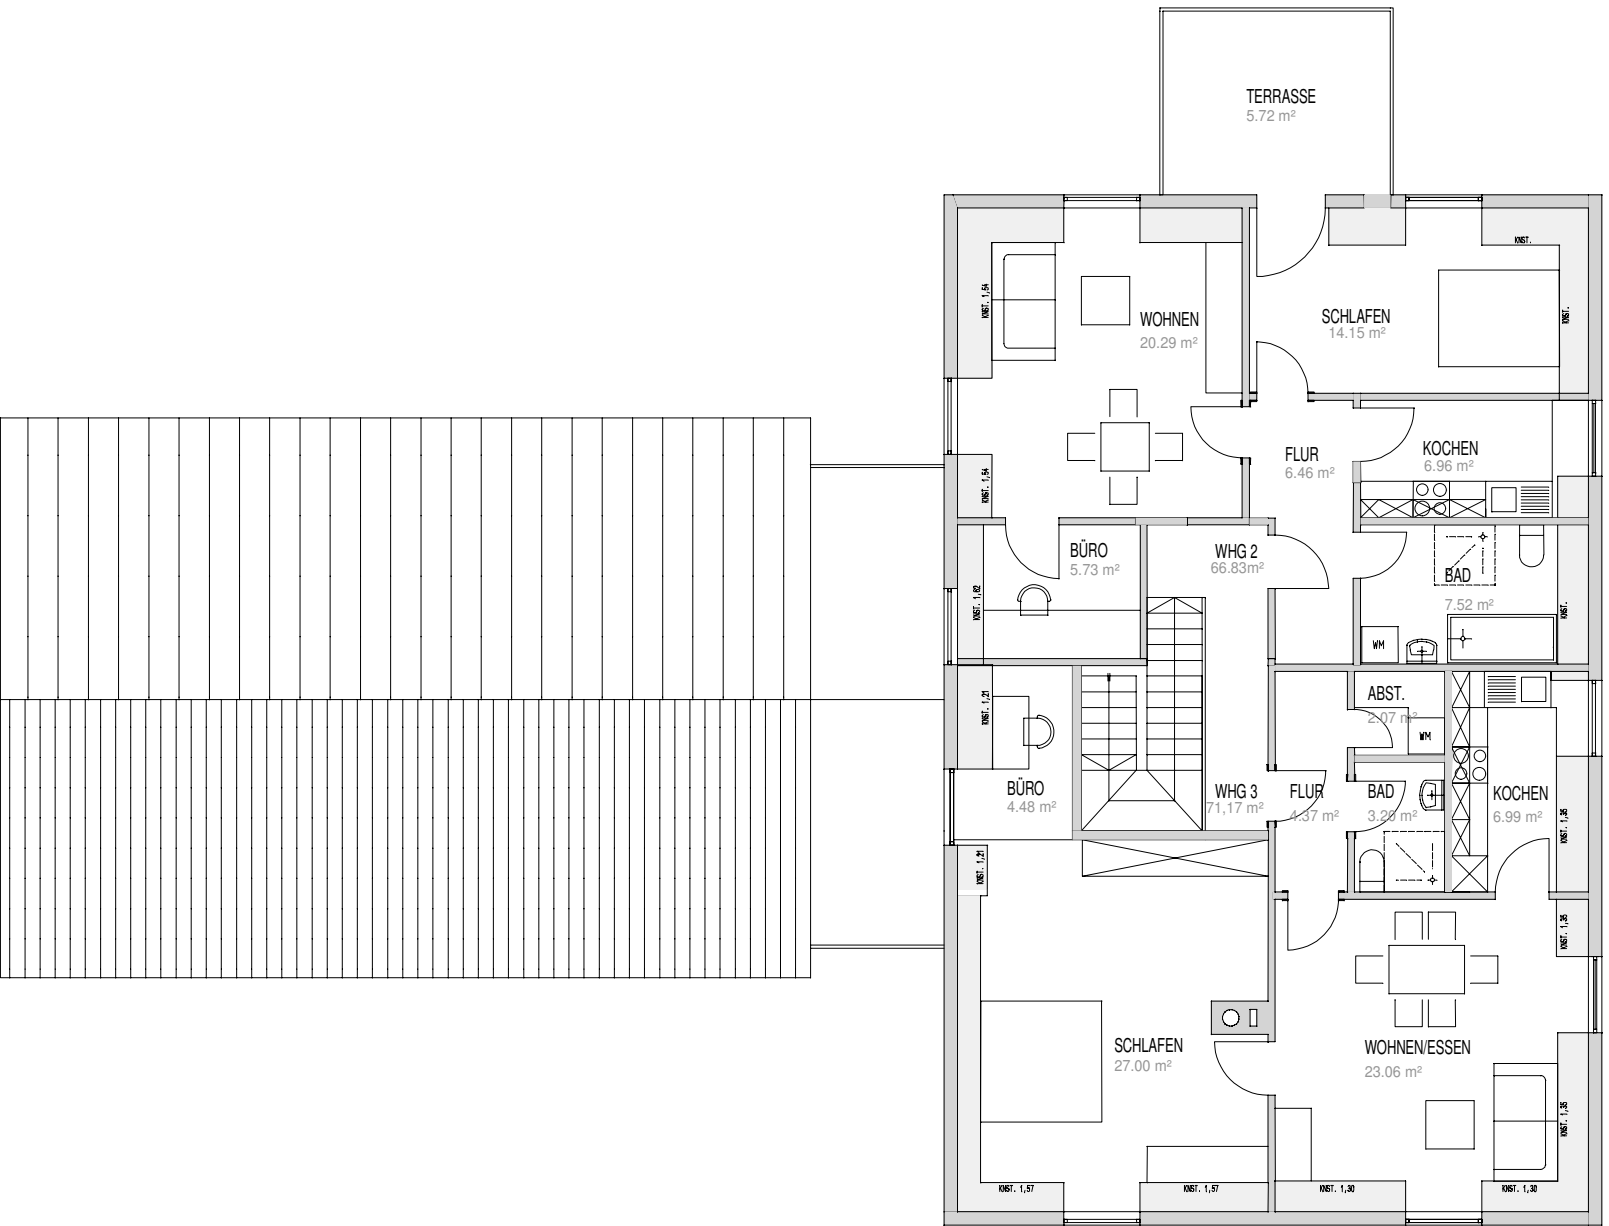 TERRASSE
5.72 m²
KNST.
KNST. 1,54
KNST.
WOHNEN
20.29 m²
SCHLAFEN
14.15 m²
FLUR
6.46 m²
KOCHEN
6.96 m²
KNST. 1,54
BÜRO
5.73 m²
WHG 2
66.83m²
BAD
7.52 m²
KNST. 1,62
KNST.
WM
KNST. 1,21
ABST.
2.07 m²
WM
BÜRO
4.48 m²
WHG 3
71,17 m²
FLUR
4.37 m²
BAD
3.20 m²
KOCHEN
6.99 m²
KNST. 1,35
KNST. 1,21
KNST. 1,35
SCHLAFEN
27.00 m²
WOHNEN/ESSEN
23.06 m²
KNST. 1,35
KNST. 1,57
KNST. 1,57
KNST. 1,30
KNST. 1,30